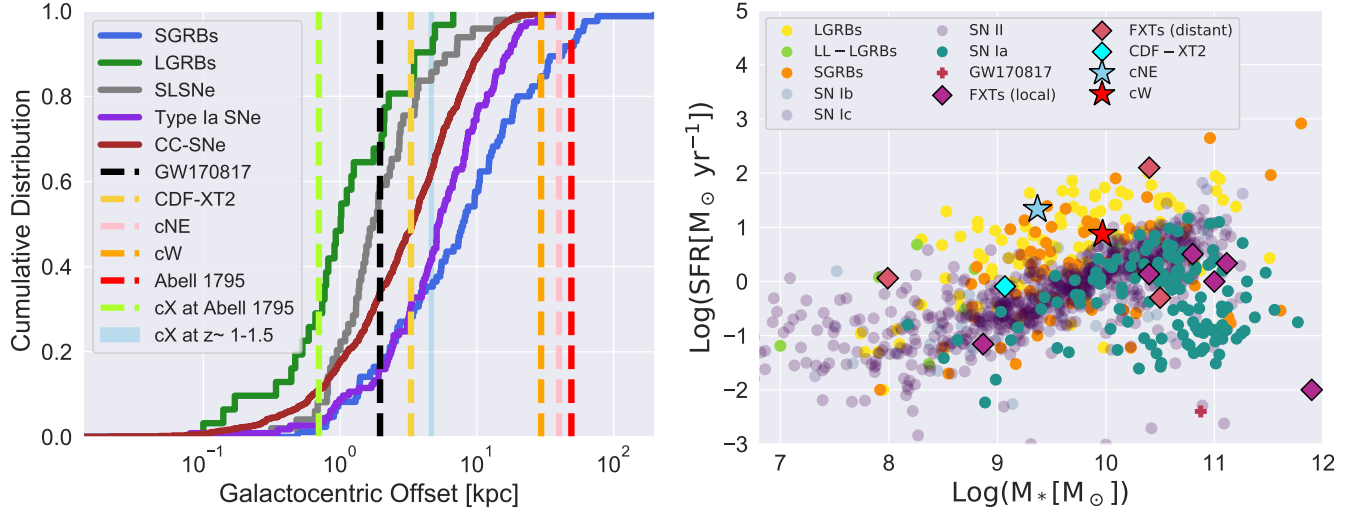 Cumulative Distribution
1.0
0.8
0.6
0.4
0.2
0.0
SGRBs
LGRBs
SLSNe
Type Ia SNe
CC-SNe
GW170817
CDF-XT2
cNE
cW
Abell 1795
cX at Abell 1795
cX at z~ 1-1.5
10⁻¹ 10⁰ 10¹ 10²
Galactocentric Offset [kpc]
Log(SFR[M⊙ yr⁻¹])
5
4
3
2
1
0
−1
−2
−3
LGRBs
LL−LGRBs
SGRBs
SN Ib
SN Ic
SN II
SN Ia
GW170817
FXTs (local)
FXTs (distant)
CDF−XT2
cNE
cW
7 8 9 10 11 12
Log(M*[M⊙])